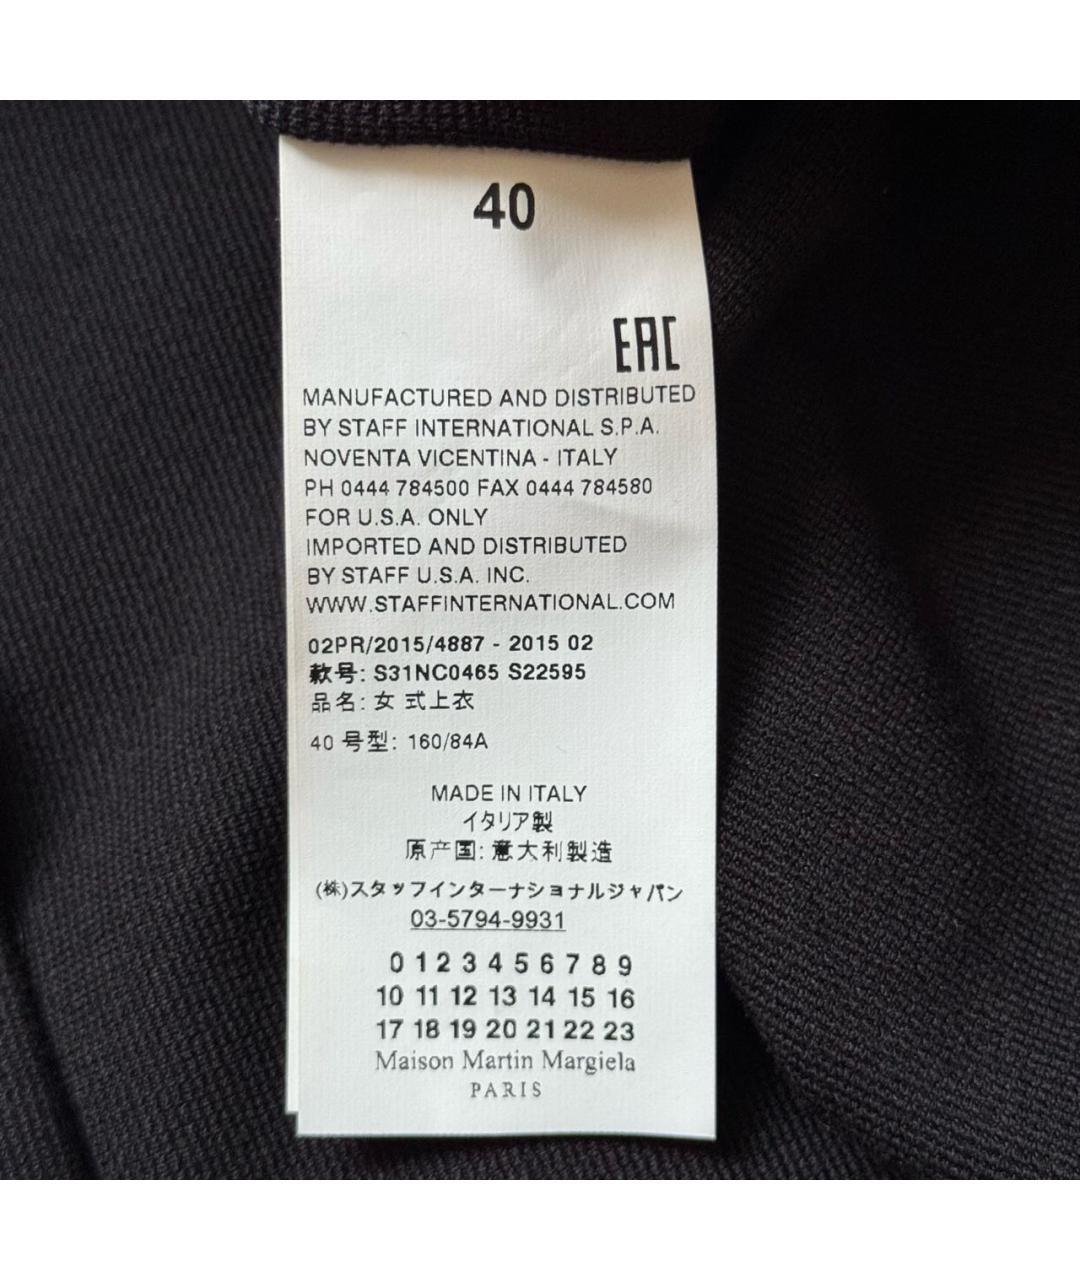 40
EAC
MANUFACTURED AND DISTRIBUTED
BY STAFF INTERNATIONAL S.P.A.
NOVENTA VICENTINA - ITALY
PH 0444 784500 FAX 0444 784580
FOR U.S.A. ONLY
IMPORTED AND DISTRIBUTED
BY STAFF U.S.A. INC.
WWW.STAFFINTERNATIONAL.COM
02PR/2015/4887 - 2015 02
款号: S31NC0465 S22595
品名: 女 式上衣
40 号型: 160/84A
MADE IN ITALY
イタリア製
原产国: 意大利製造
(株)スタッフインターナショナルジャパン
03-5794-9931
0 1 2 3 4 5 6 7 8 9
10 11 12 13 14 15 16
17 18 19 20 21 22 23
Maison Martin Margiela
PARIS